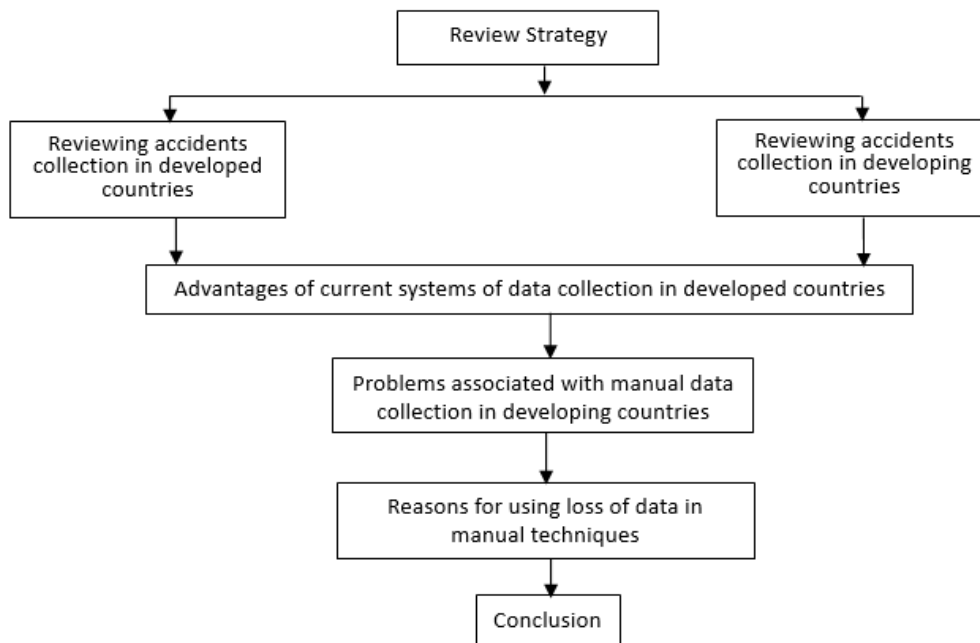 Review Strategy
Reviewing accidents
collection in developed
countries
Reviewing accidents
collection in developing
countries
Advantages of current systems of data collection in developed countries
Problems associated with manual data
collection in developing countries
Reasons for using loss of data in
manual techniques
Conclusion